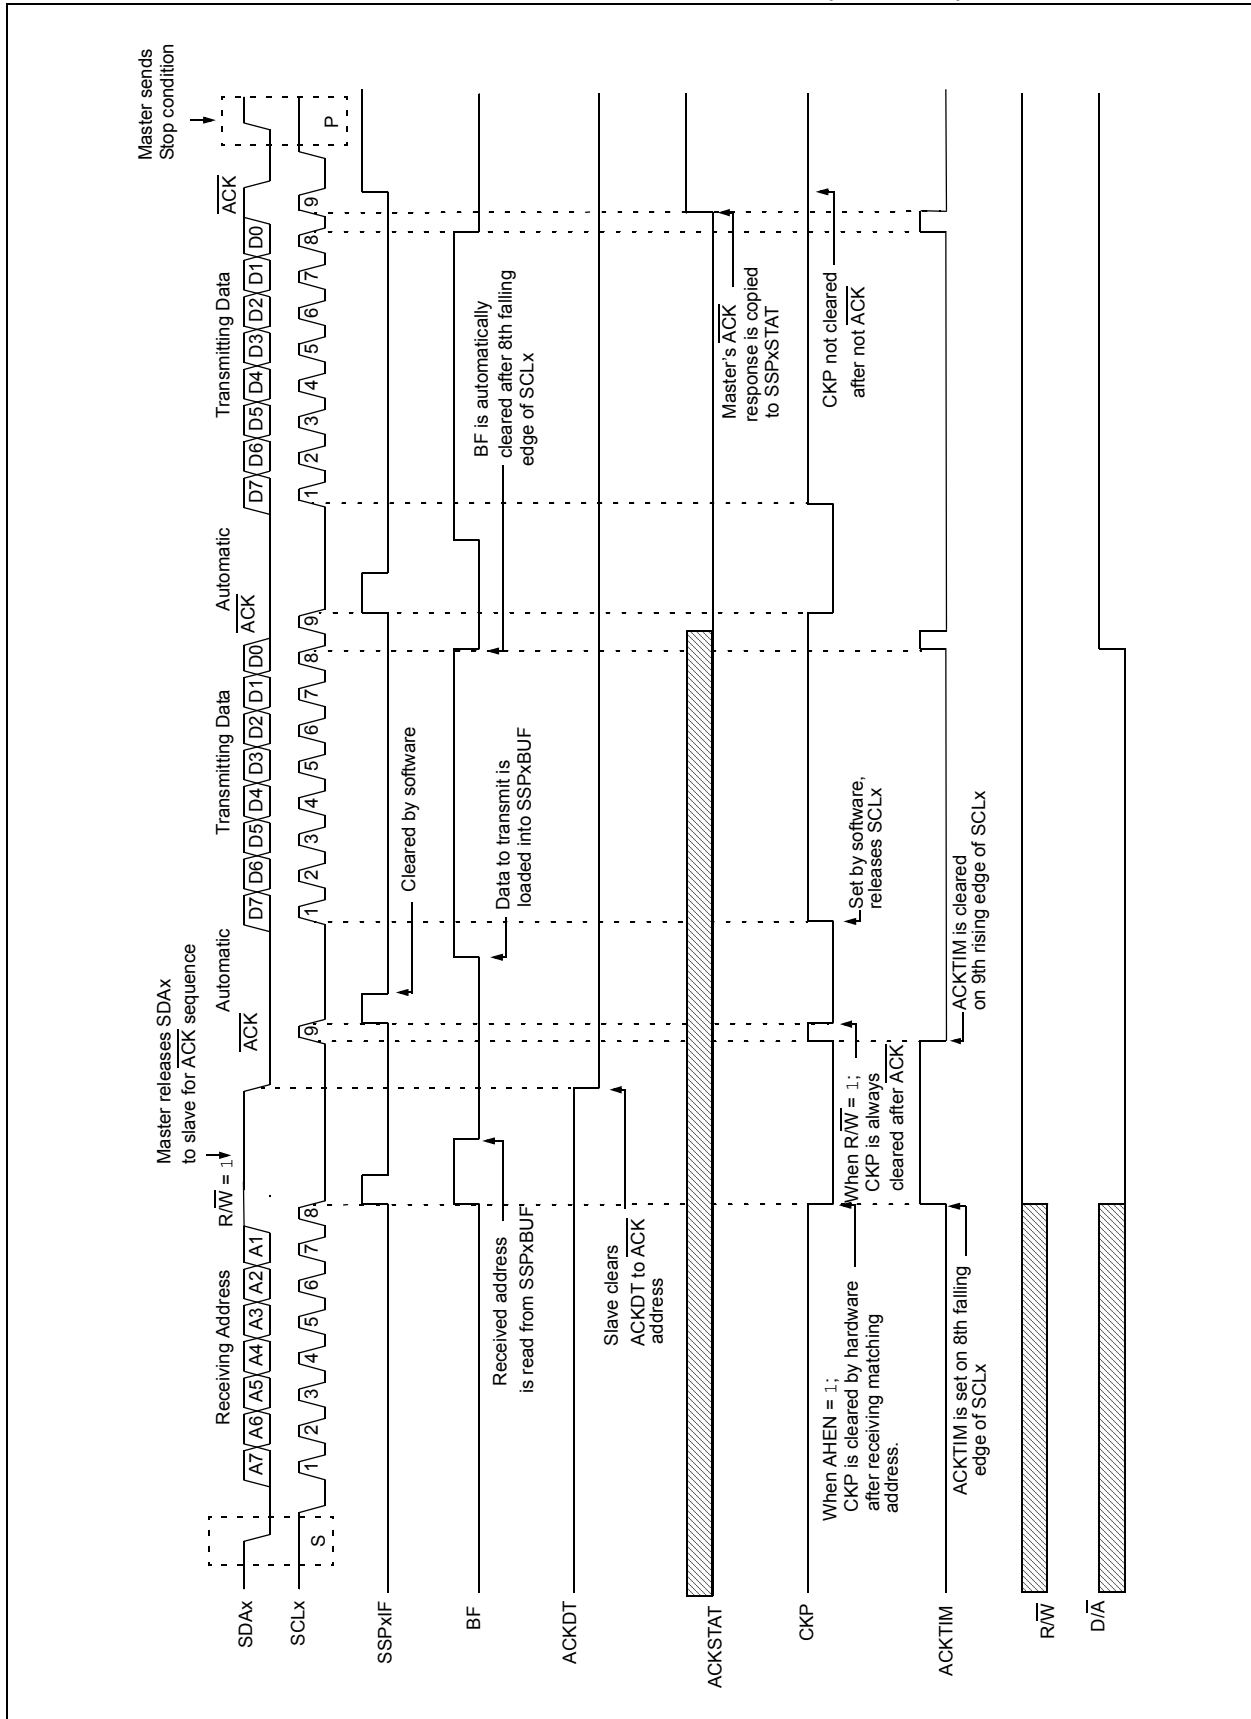 Master sends
Stop condition
Master releases SDAx
to slave for ACK sequence
Receiving Address
R/W = 1
Automatic
Transmitting Data
Automatic
Transmitting Data
ACK
ACK
ACK
SDAx
A7 A6 A5 A4 A3 A2 A1
D7 D6 D5 D4 D3 D2 D1 D0
D7 D6 D5 D4 D3 D2 D1 D0
SCLx
S
1 2 3 4 5 6 7 8 9
1 2 3 4 5 6 7 8 9
1 2 3 4 5 6 7 8 9
P
SSPxIF
Cleared by software
BF
Received address
is read from SSPxBUF
Data to transmit is
loaded into SSPxBUF
BF is automatically
cleared after 8th falling
edge of SCLx
ACKDT
Slave clears
ACKDT to ACK
address
ACKSTAT
Master's ACK
response is copied
to SSPxSTAT
CKP
When AHEN = 1;
CKP is cleared by hardware
after receiving matching
address.
When R/W = 1;
CKP is always
cleared after ACK
Set by software,
releases SCLx
CKP not cleared
after not ACK
ACKTIM
ACKTIM is set on 8th falling
edge of SCLx
ACKTIM is cleared
on 9th rising edge of SCLx
R/W
D/A